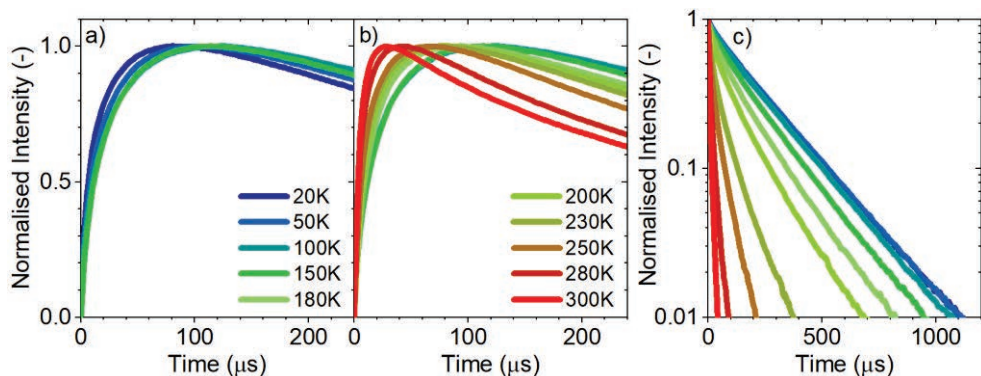 a)
Normalised Intensity (-)
1.0
0.5
0.0
20K
50K
100K
150K
180K
0 100 200
Time (μs)
b)
200K
230K
250K
280K
300K
0 100 200
Time (μs)
c)
Normalised Intensity (-)
1
0.1
0.01
0 500 1000
Time (μs)